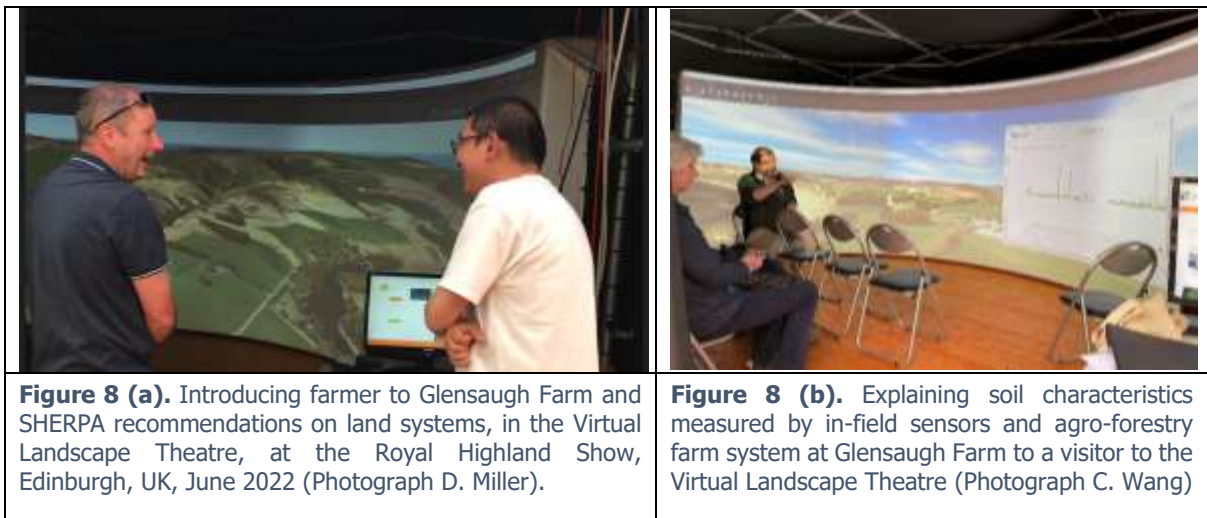 Figure 8 (a). Introducing farmer to Glensaugh Farm and
SHERPA recommendations on land systems, in the Virtual
Landscape Theatre, at the Royal Highland Show,
Edinburgh, UK, June 2022 (Photograph D. Miller).
Figure 8 (b). Explaining soil characteristics
measured by in-field sensors and agro-forestry
farm system at Glensaugh Farm to a visitor to the
Virtual Landscape Theatre (Photograph C. Wang)